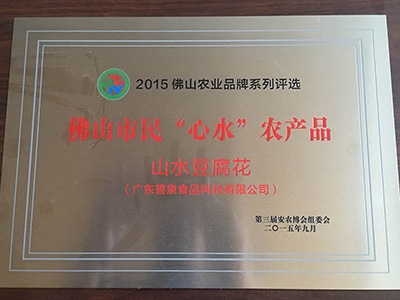 2015佛山农业品牌系列评选
佛山市民“心水”农产品
山水豆腐花
（广东碧泉食品科技有限公司）
第三届安农博会组委会
二〇一五年九月